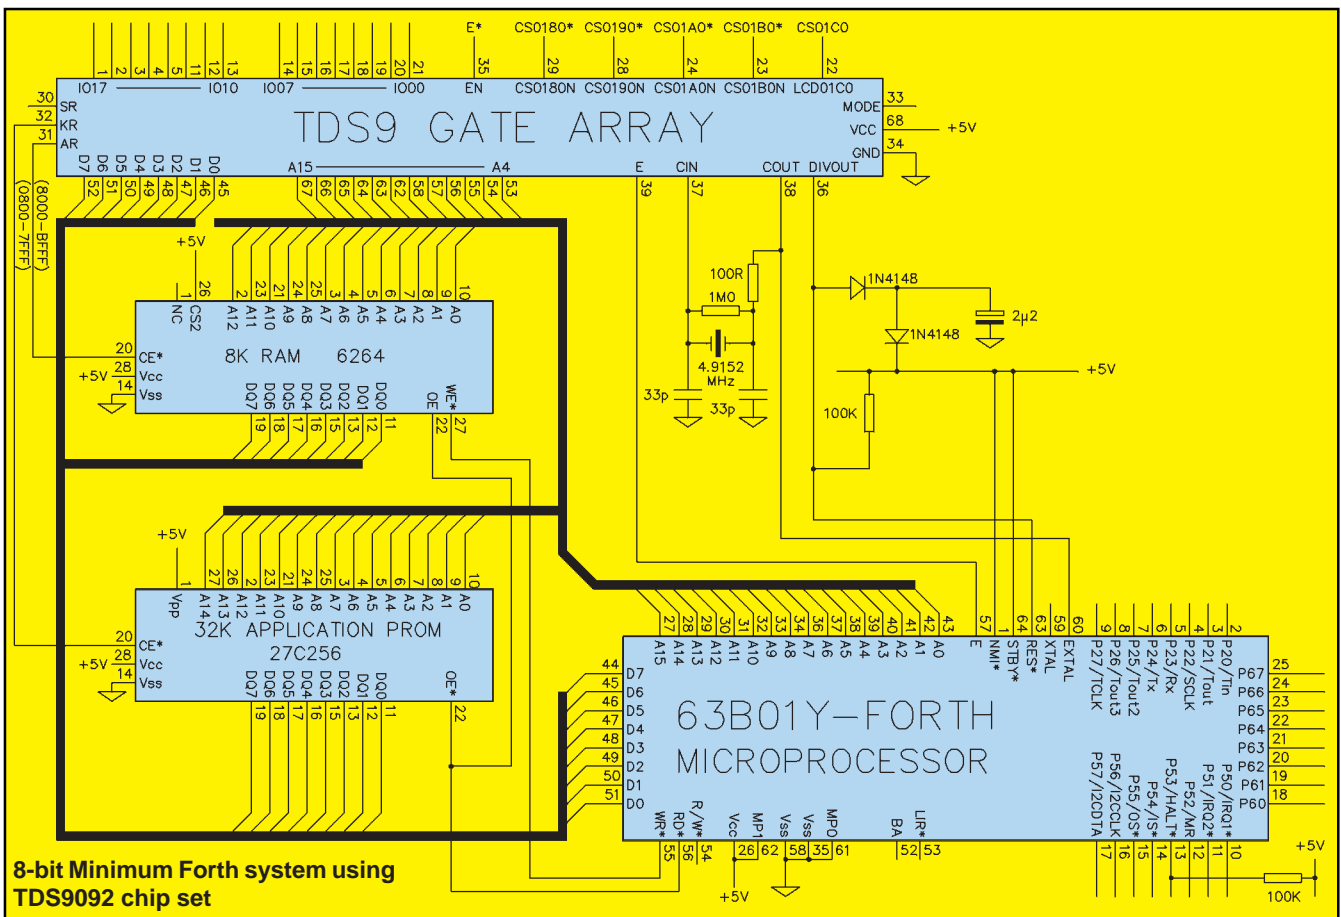 E* CS0180* CS0190* CS01A0* CS01B0* CS01C0
1 2 3 4 5 11 12 13 14 15 16 17 18 19 20 21 35 29 28 24 23 22
IO17 IO10 IO07 IO00 EN CS0180N CS0190N CS01A0N CS01B0N LCD01C0
30 SR
32 KR
31 AR
TDS9 GATE ARRAY
MODE 33
VCC 68 +5V
GND 34
D7 D6 D5 D4 D3 D2 D1 D0 A15 A4 E CIN COUT DIVOUT
52 51 50 49 48 47 46 45 67 66 65 64 63 62 58 57 56 55 54 53 39 37 38 36
(8000-BFFF)
(0800-7FFF)
+5V
1 26 2 23 21 24 25 3 4 5 6 7 8 9 10
NC CS2 A12 A11 A10 A9 A8 A7 A6 A5 A4 A3 A2 A1 A0
20 CE*
+5V 28 Vcc
14 Vss
8K RAM 6264
DQ7 DQ6 DQ5 DQ4 DQ3 DQ2 DQ1 DQ0 OE WE*
19 18 17 16 15 13 12 11 22 27
100R
1M0
4.9152
MHz
33p 33p
1N4148
2µ2
1N4148
+5V
100K
+5V
1 27 26 2 23 21 24 25 3 4 5 6 7 8 9 10
Vpp A14 A13 A12 A11 A10 A9 A8 A7 A6 A5 A4 A3 A2 A1 A0
32K APPLICATION PROM
27C256
20 CE*
+5V 28 Vcc
14 Vss
DQ7 DQ6 DQ5 DQ4 DQ3 DQ2 DQ1 DQ0 OE*
19 18 17 16 15 13 12 11 22
27 28 29 30 31 32 33 34 36 37 38 39 40 41 42 43 57 1 64 63 59 60 9 8 7 6 5 4 3 2
A15 A14 A13 A12 A11 A10 A9 A8 A7 A6 A5 A4 A3 A2 A1 A0 E NMI* STBY* RES* XTAL EXTAL P27/TCLK P26/Tout3 P25/Tout2 P24/Tx P23/Rx P22/SCLK P21/Tout P20/Tin
44 D7
45 D6
46 D5
47 D4
48 D3
49 D2
50 D1
51 D0
63B01Y-FORTH
MICROPROCESSOR
P67 25
P66 24
P65 23
P64 22
P63 21
P62 20
P61 19
P60 18
WR* RD* R/W* Vcc MP1 Vss Vss MP0 BA LIR* P57/I2CDTA P56/I2CCLK P55/OS* P54/IS* P53/HALT* P52/MR P51/IRQ2* P50/IRQ1*
55 56 54 26 62 58 35 61 52 53 17 16 15 14 13 12 11 10
+5V
+5V
100K
8-bit Minimum Forth system using
TDS9092 chip set